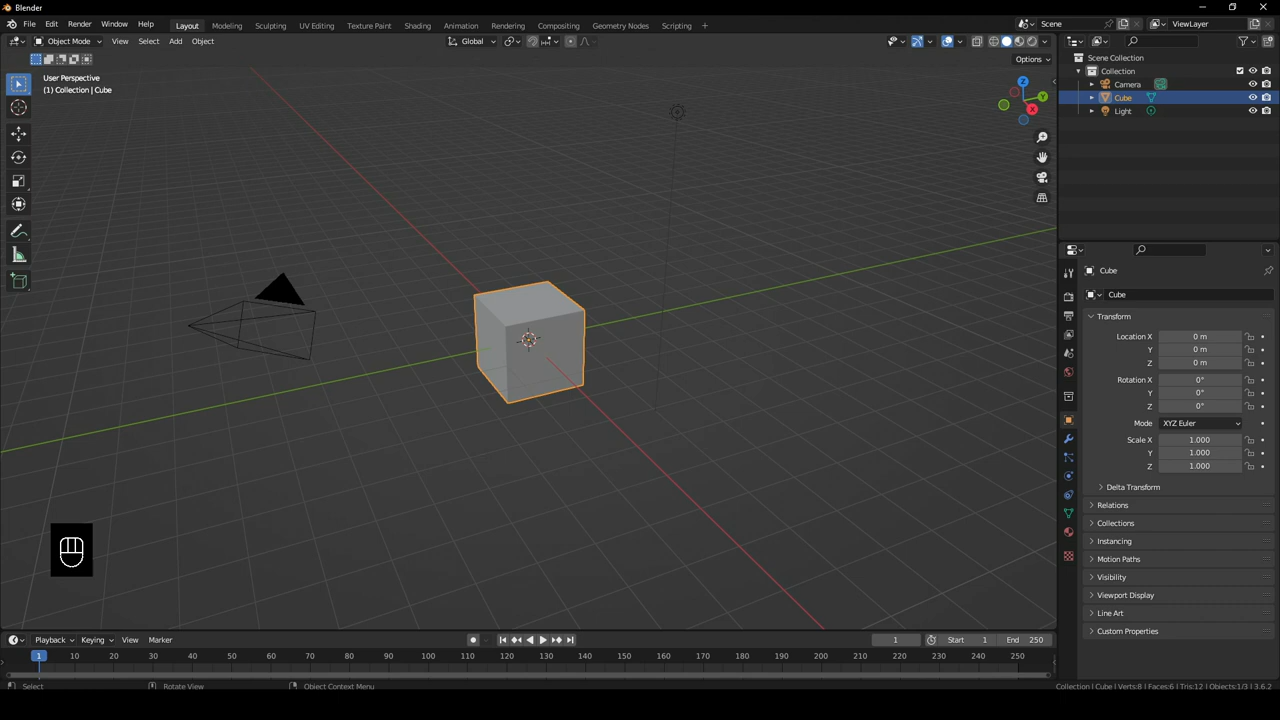 Blender
File Edit Render Window Help Layout Modeling Sculpting UV Editing Texture Paint Shading Animation Rendering Compositing Geometry Nodes Scripting + Scene ViewLayer
Object Mode View Select Add Object Global
Options
User Perspective
(1) Collection | Cube
Z
Y
X
Scene Collection
Collection
Camera
Cube
Light
Cube
Cube
Transform
Location X 0 m
Y 0 m
Z 0 m
Rotation X 0°
Y 0°
Z 0°
Mode XYZ Euler
Scale X 1.000
Y 1.000
Z 1.000
Delta Transform
Relations
Collections
Instancing
Motion Paths
Visibility
Viewport Display
Line Art
Custom Properties
Playback Keying View Marker 1 Start 1 End 250
1 10 20 30 40 50 60 70 80 90 100 110 120 130 140 150 160 170 180 190 200 210 220 230 240 250
Select Rotate View Object Context Menu Collection | Cube | Verts:8 | Faces:6 | Tris:12 | Objects:1/3 | 3.6.2